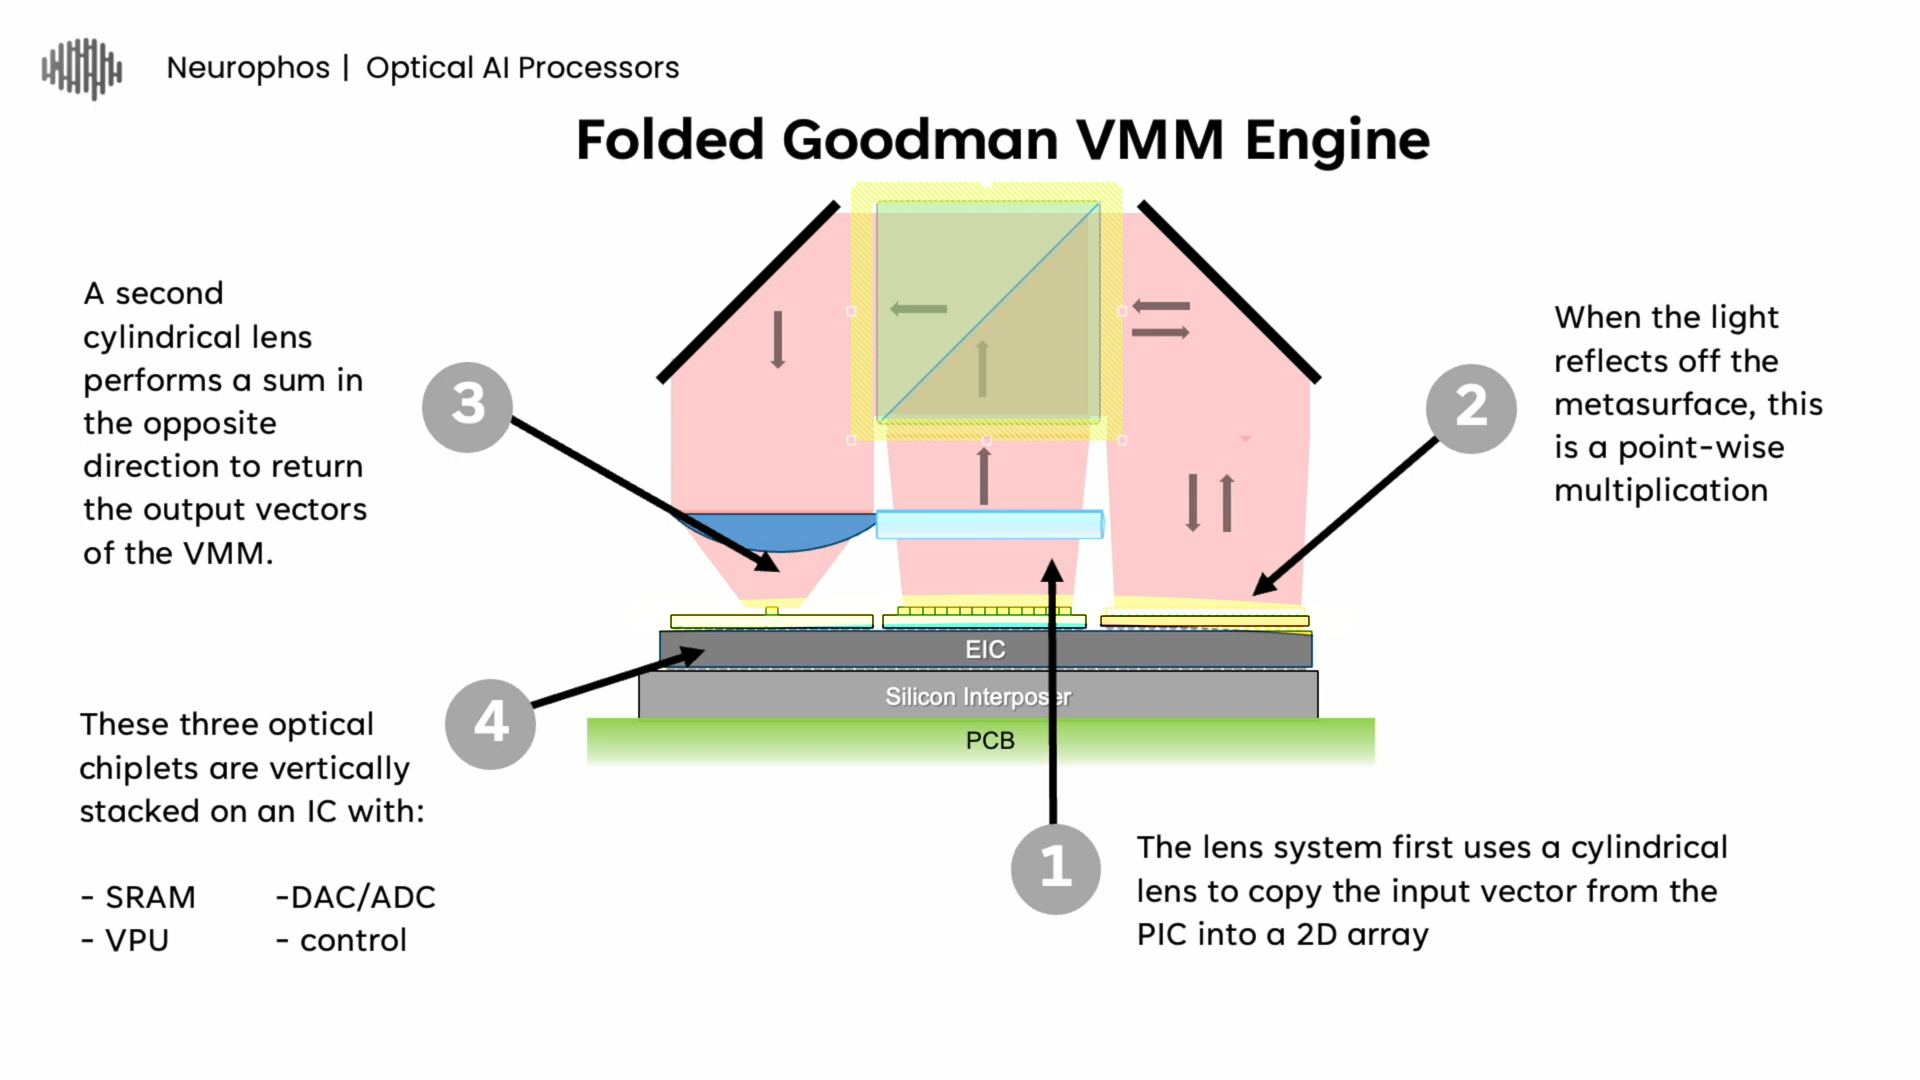 Neurophos | Optical AI Processors
Folded Goodman VMM Engine
A second
cylindrical lens
performs a sum in
the opposite
direction to return
the output vectors
of the VMM.
3
2
When the light
reflects off the
metasurface, this
is a point-wise
multiplication
EIC
Silicon Interposer
PCB
4
These three optical
chiplets are vertically
stacked on an IC with:
- SRAM -DAC/ADC
- VPU - control
1
The lens system first uses a cylindrical
lens to copy the input vector from the
PIC into a 2D array